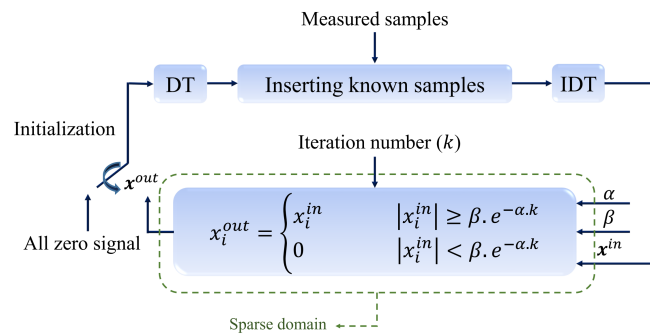 Measured samples
DT
Inserting known samples
IDT
Initialization
Iteration number (k)
x^out
α
β
x^in
x_i^out = { x_i^in |x_i^in| ≥ β.e^−α.k
0 |x_i^in| < β.e^−α.k
All zero signal
Sparse domain